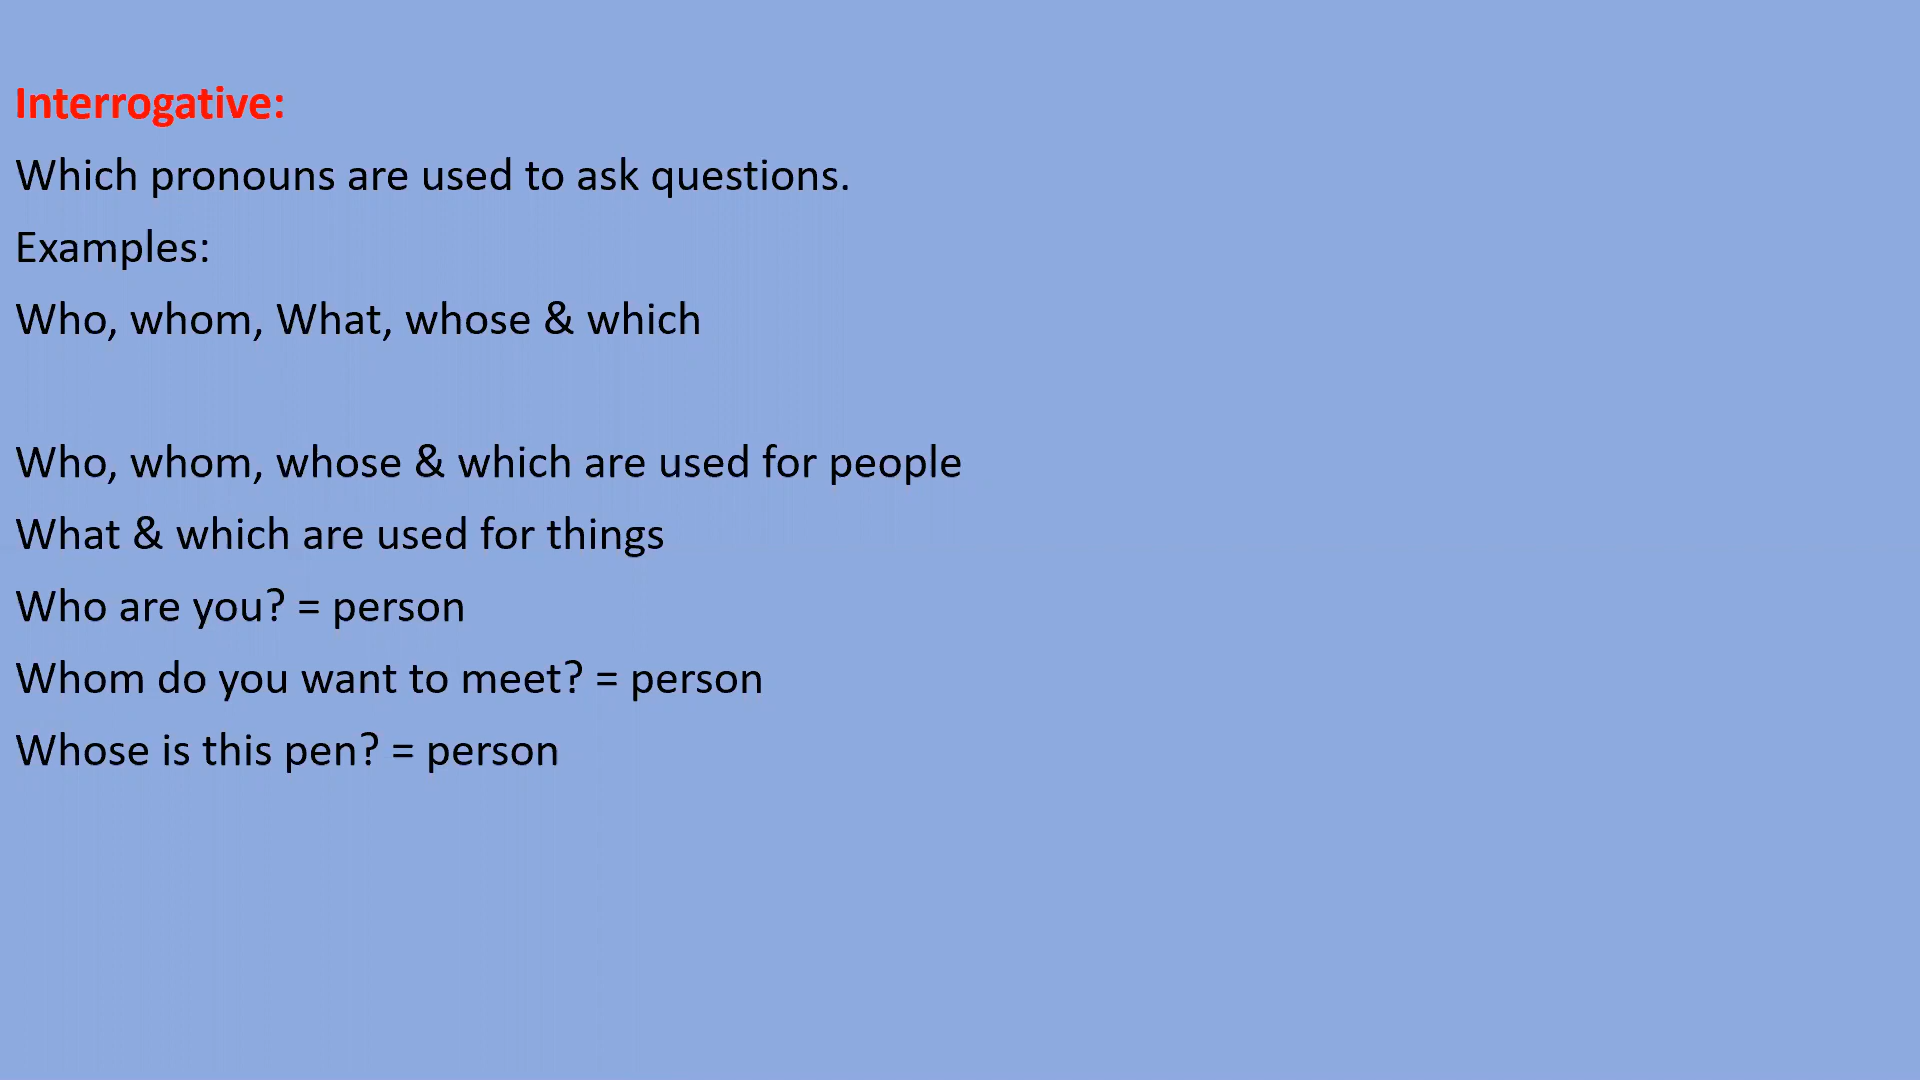 Interrogative:
Which pronouns are used to ask questions.
Examples:
Who, whom, What, whose & which
Who, whom, whose & which are used for people
What & which are used for things
Who are you? = person
Whom do you want to meet? = person
Whose is this pen? = person